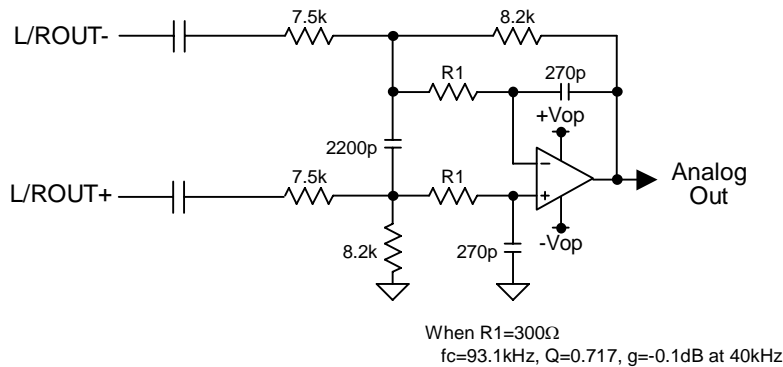 7.5k
8.2k
L/ROUT-
R1
270p
+Vop
2200p
−
Analog
Out
7.5k
R1
+
L/ROUT+
8.2k
270p
-Vop
When R1=300Ω
fc=93.1kHz, Q=0.717, g=-0.1dB at 40kHz